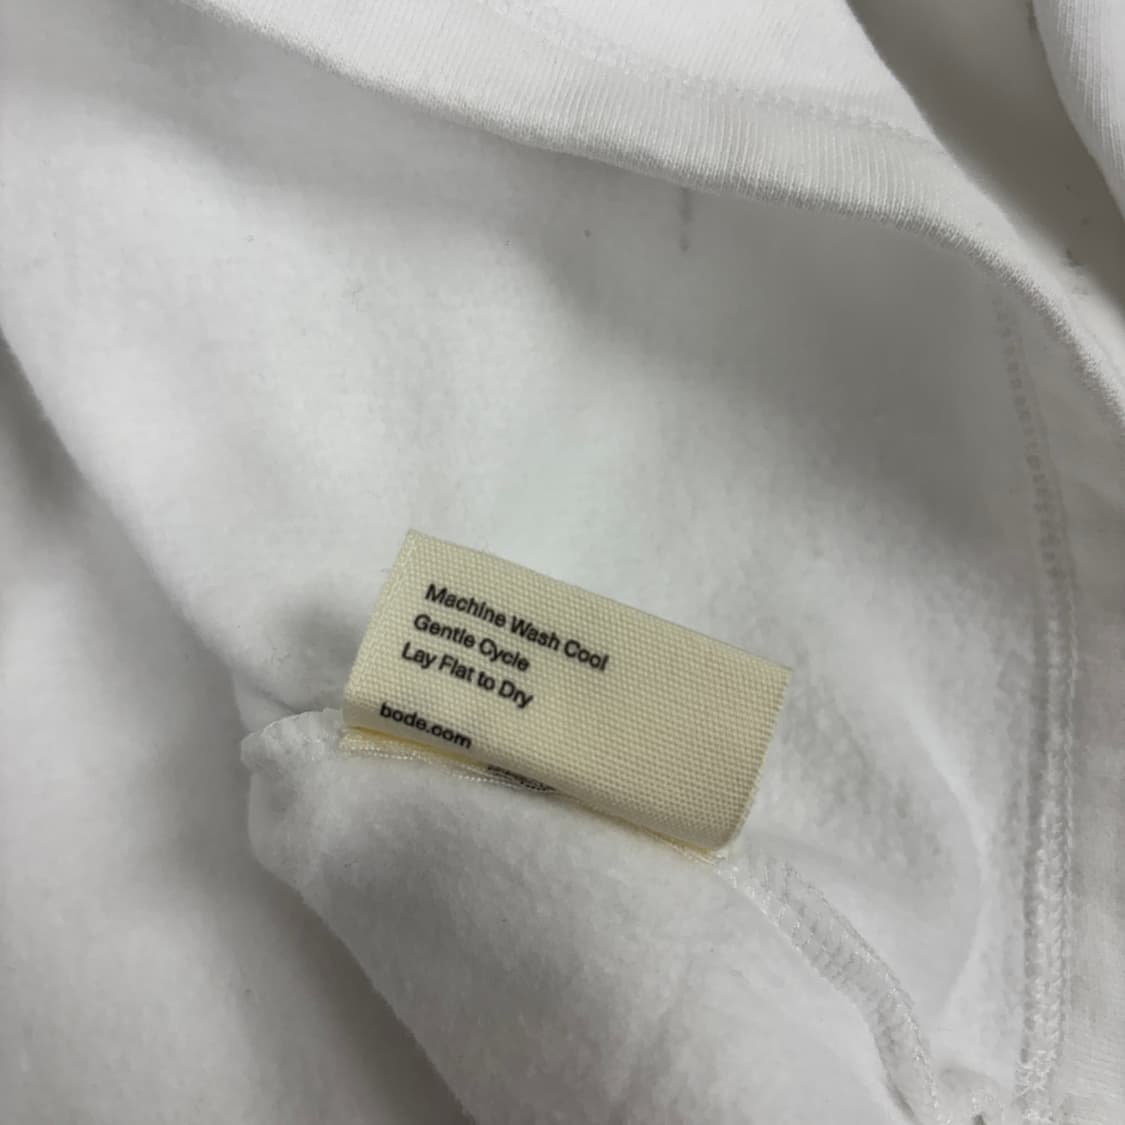 Machine Wash Cool
Gentle Cycle
Lay Flat to Dry
bode.com